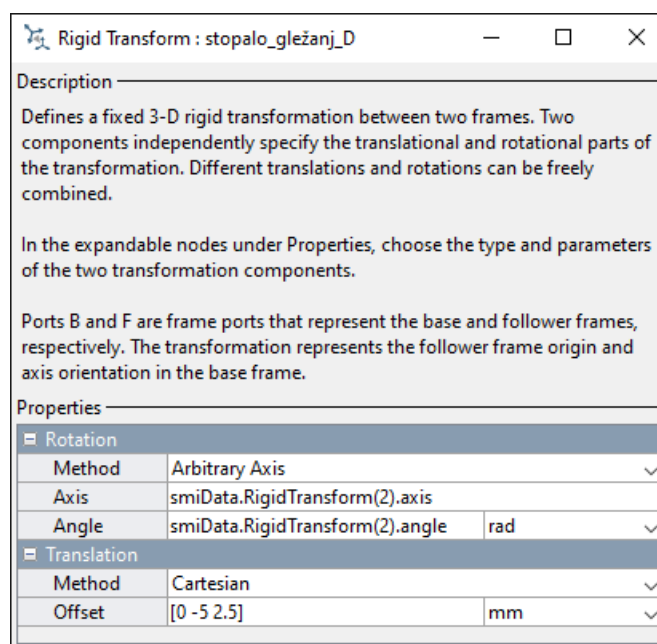 Rigid Transform : stopalo_gležanj_D
Description
Defines a fixed 3-D rigid transformation between two frames. Two
components independently specify the translational and rotational parts of
the transformation. Different translations and rotations can be freely
combined.
In the expandable nodes under Properties, choose the type and parameters
of the two transformation components.
Ports B and F are frame ports that represent the base and follower frames,
respectively. The transformation represents the follower frame origin and
axis orientation in the base frame.
Properties
Rotation
Method Arbitrary Axis
Axis smiData.RigidTransform(2).axis
Angle smiData.RigidTransform(2).angle rad
Translation
Method Cartesian
Offset [0 -5 2.5] mm